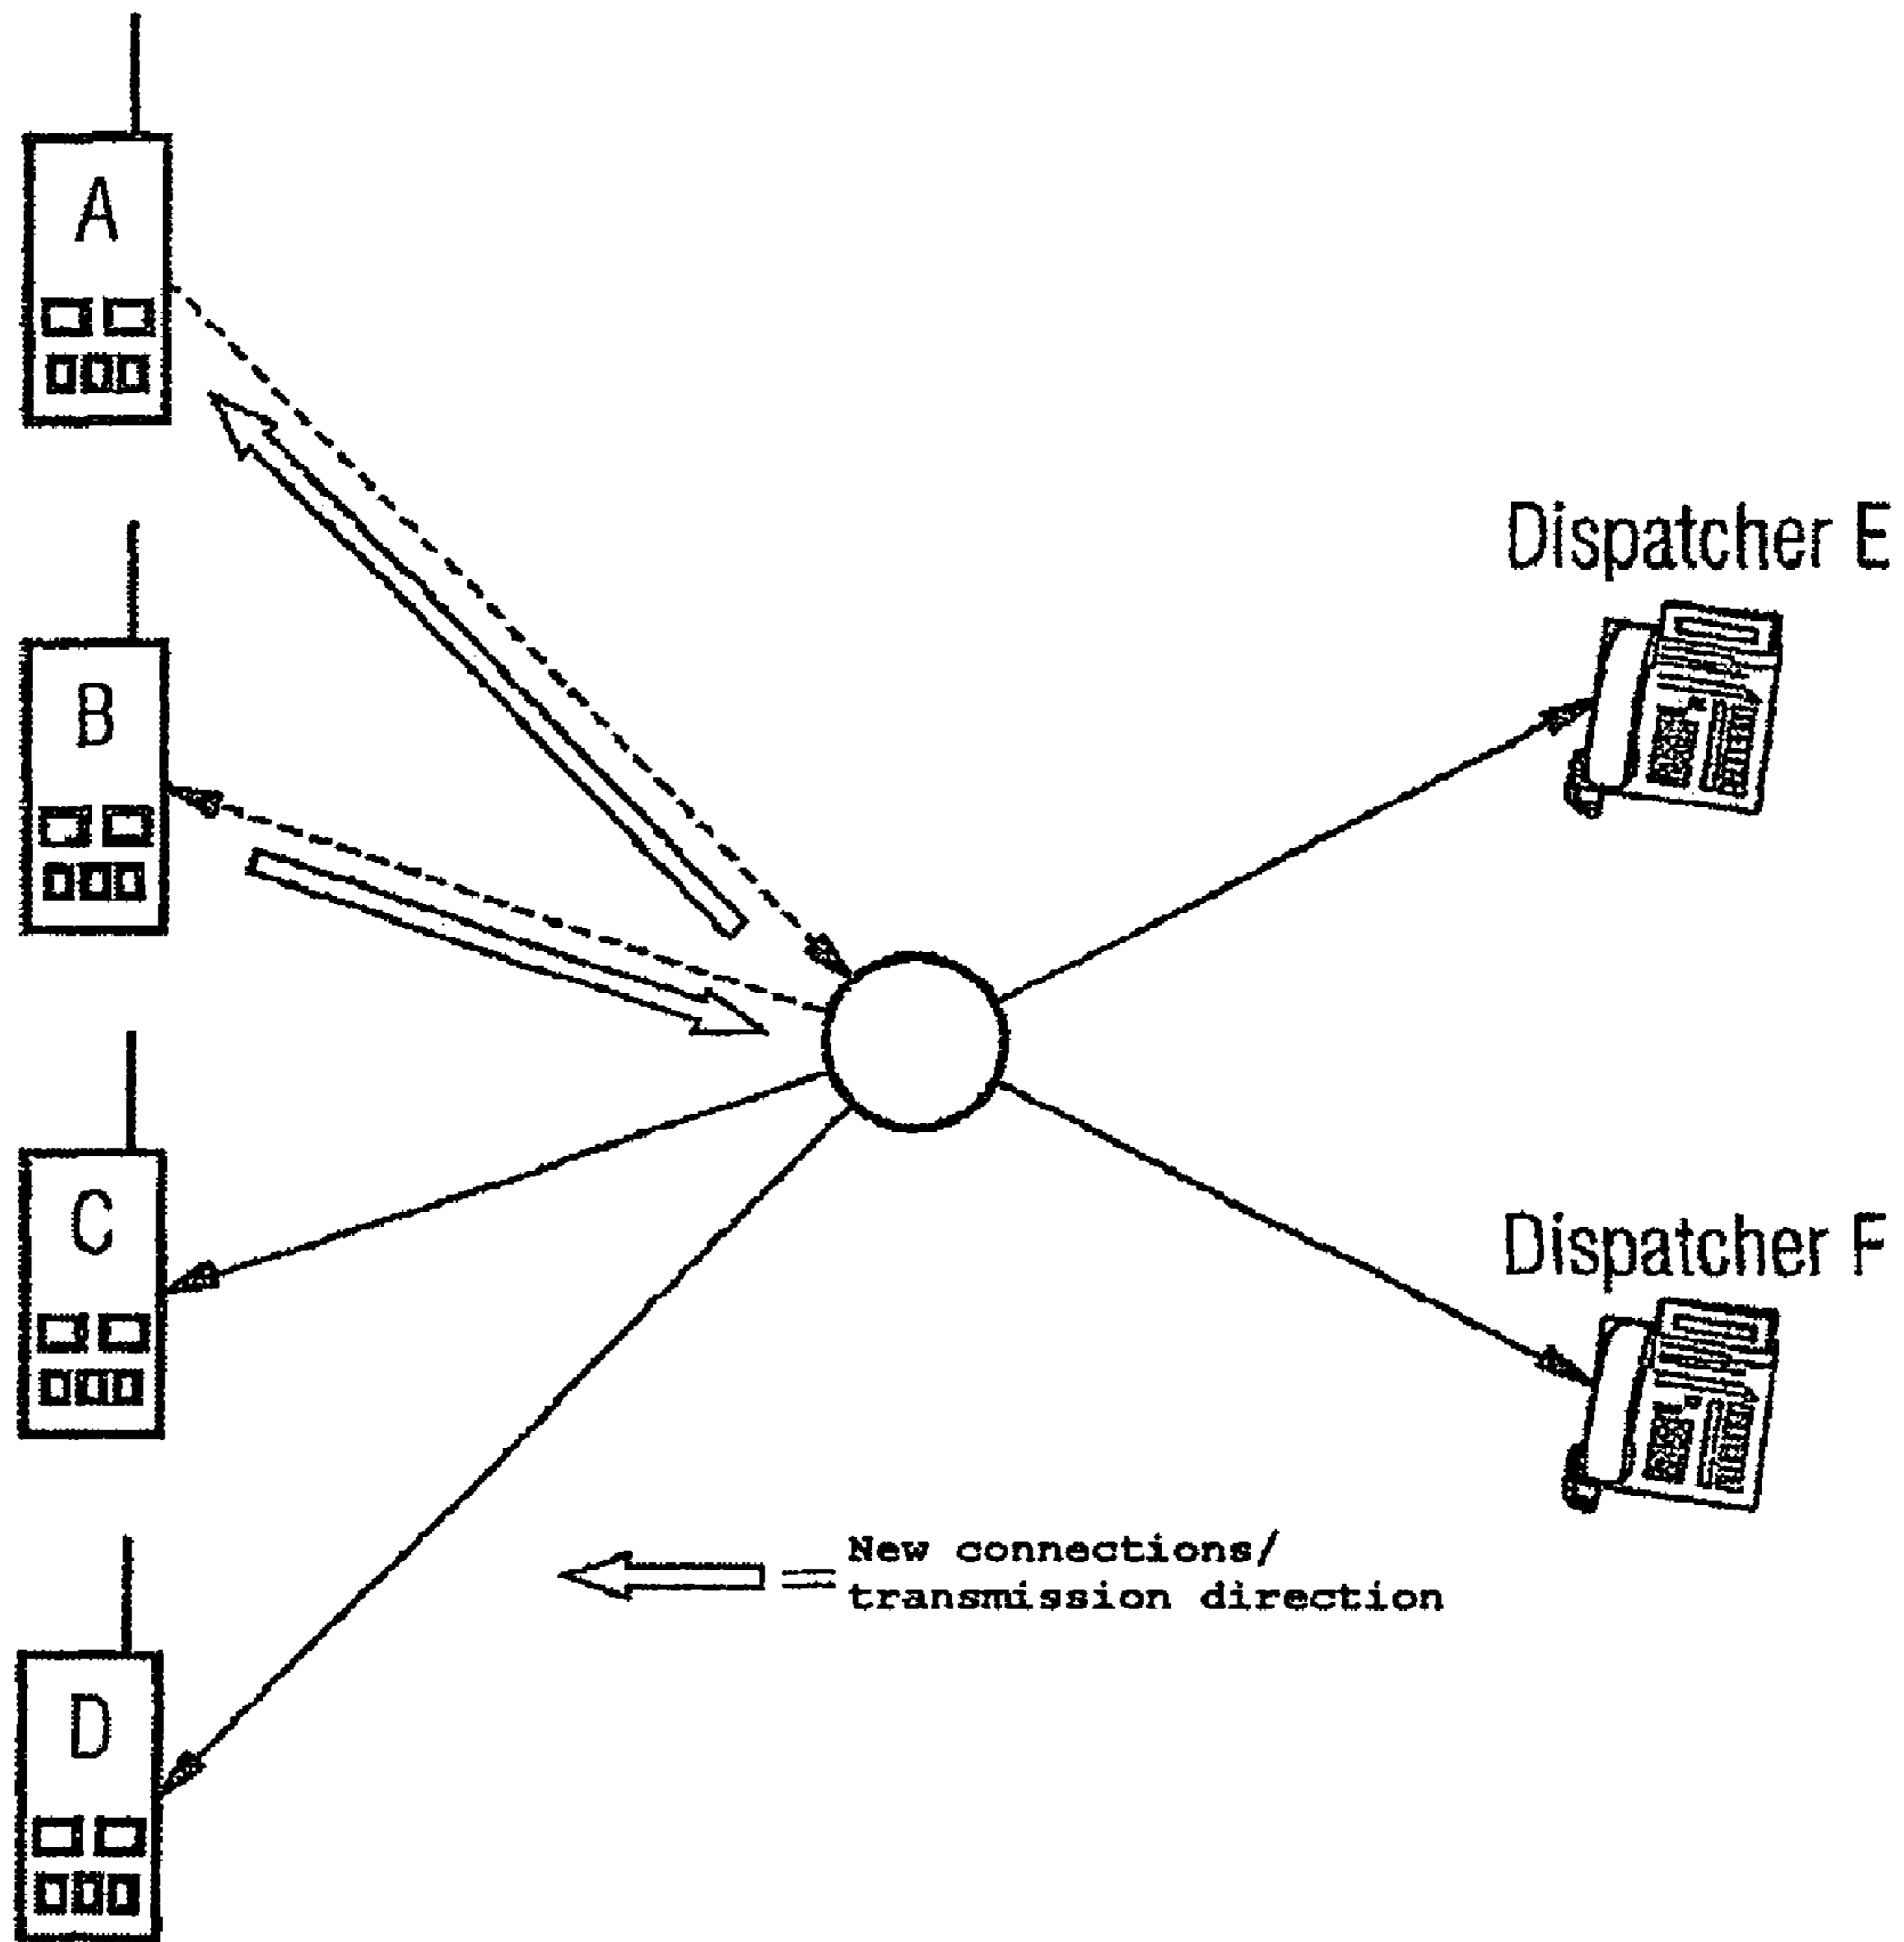 A
B
C
D
Dispatcher E
Dispatcher F
New connections/
transmission direction